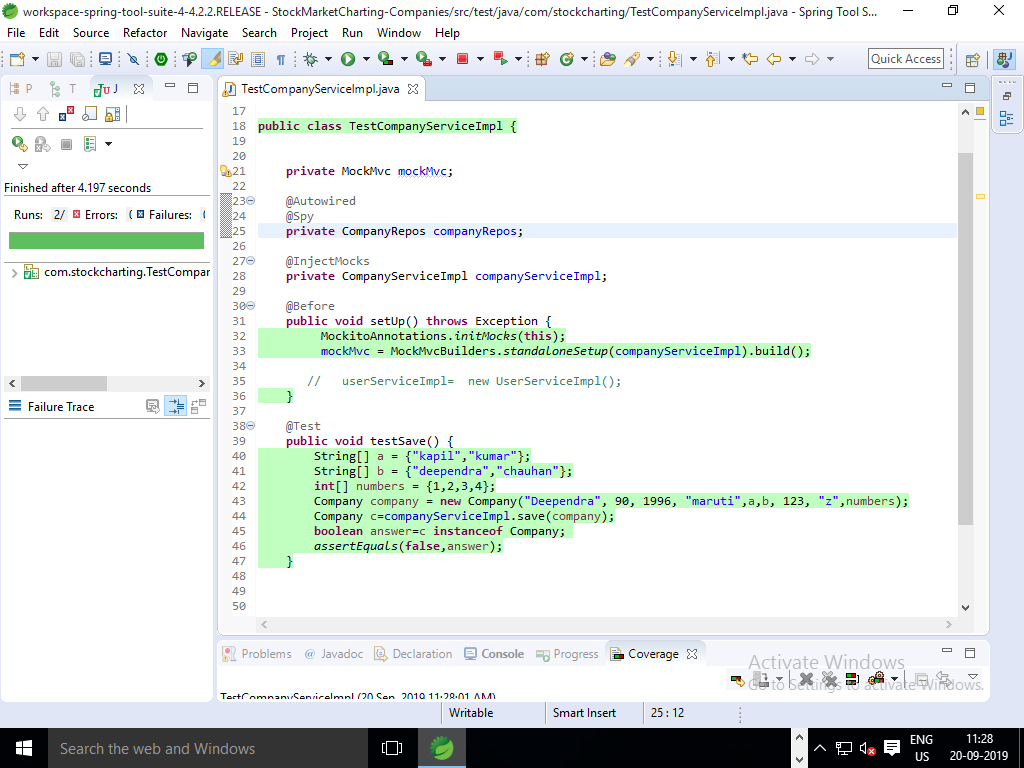 workspace-spring-tool-suite-4-4.2.2.RELEASE - StockMarketCharting-Companies/src/test/java/com/stockcharting/TestCompanyServiceImpl.java - Spring Tool S...
File Edit Source Refactor Navigate Search Project Run Window Help
Quick Access
P T J
TestCompanyServiceImpl.java
Finished after 4.197 seconds
Runs: 2/ Errors: Failures:
com.stockcharting.TestCompar
Failure Trace
17
18 public class TestCompanyServiceImpl {
19
20
21 private MockMvc mockMvc;
22
23 @Autowired
24 @Spy
25 private CompanyRepos companyRepos;
26
27 @InjectMocks
28 private CompanyServiceImpl companyServiceImpl;
29
30 @Before
31 public void setUp() throws Exception {
32 MockitoAnnotations.initMocks(this);
33 mockMvc = MockMvcBuilders.standaloneSetup(companyServiceImpl).build();
34
35 // userServiceImpl= new UserServiceImpl();
36 }
37
38 @Test
39 public void testSave() {
40 String[] a = {"kapil","kumar"};
41 String[] b = {"deependra","chauhan"};
42 int[] numbers = {1,2,3,4};
43 Company company = new Company("Deependra", 90, 1996, "maruti",a,b, 123, "z",numbers);
44 Company c=companyServiceImpl.save(company);
45 boolean answer=c instanceof Company;
46 assertEquals(false,answer);
47 }
48
49
50
Problems @ Javadoc Declaration Console Progress Coverage
Activate Windows
Go to Settings to activate Windows.
TestCompanyServiceImpl (20 Sep, 2019 11:28:01 AM)
Writable Smart Insert 25 : 12
Search the web and Windows
ENG
US
11:28
20-09-2019